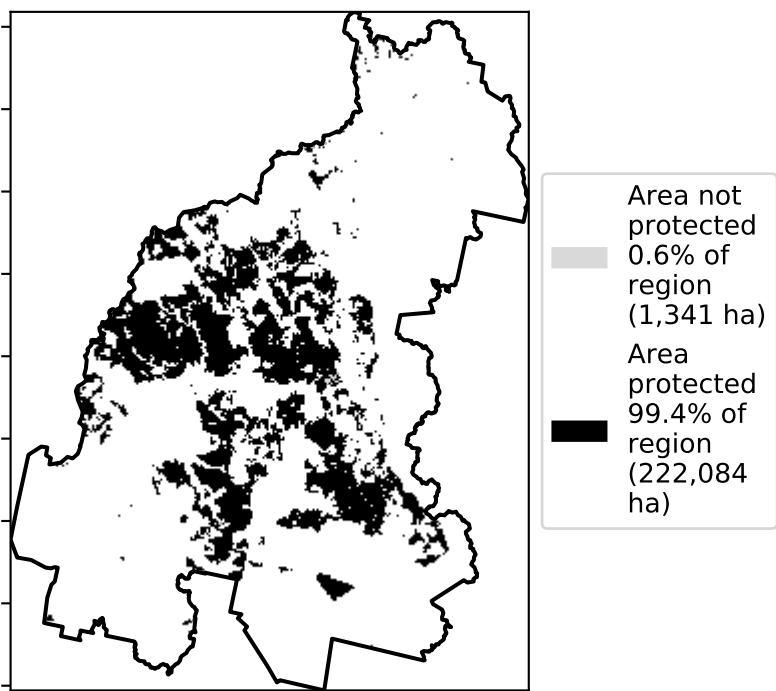 Area not
protected
0.6% of
region
(1,341 ha)
Area
protected
99.4% of
region
(222,084
ha)